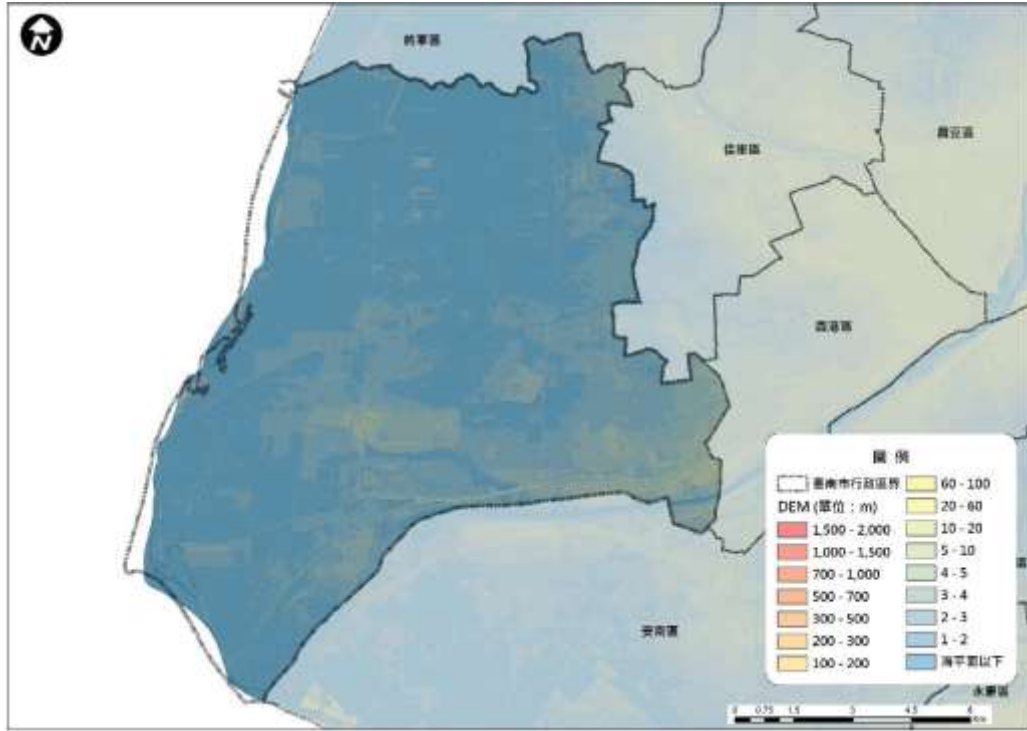 N
將軍區
佳里區
麻豆區
西港區
安南區
永康區
區
圖 例
臺南市行政區界
DEM (單位：m)
1,500 - 2,000
1,000 - 1,500
700 - 1,000
500 - 700
300 - 500
200 - 300
100 - 200
60 - 100
20 - 60
10 - 20
5 - 10
4 - 5
3 - 4
2 - 3
1 - 2
海平面以下
0 0.75 1.5 3 4.5 6